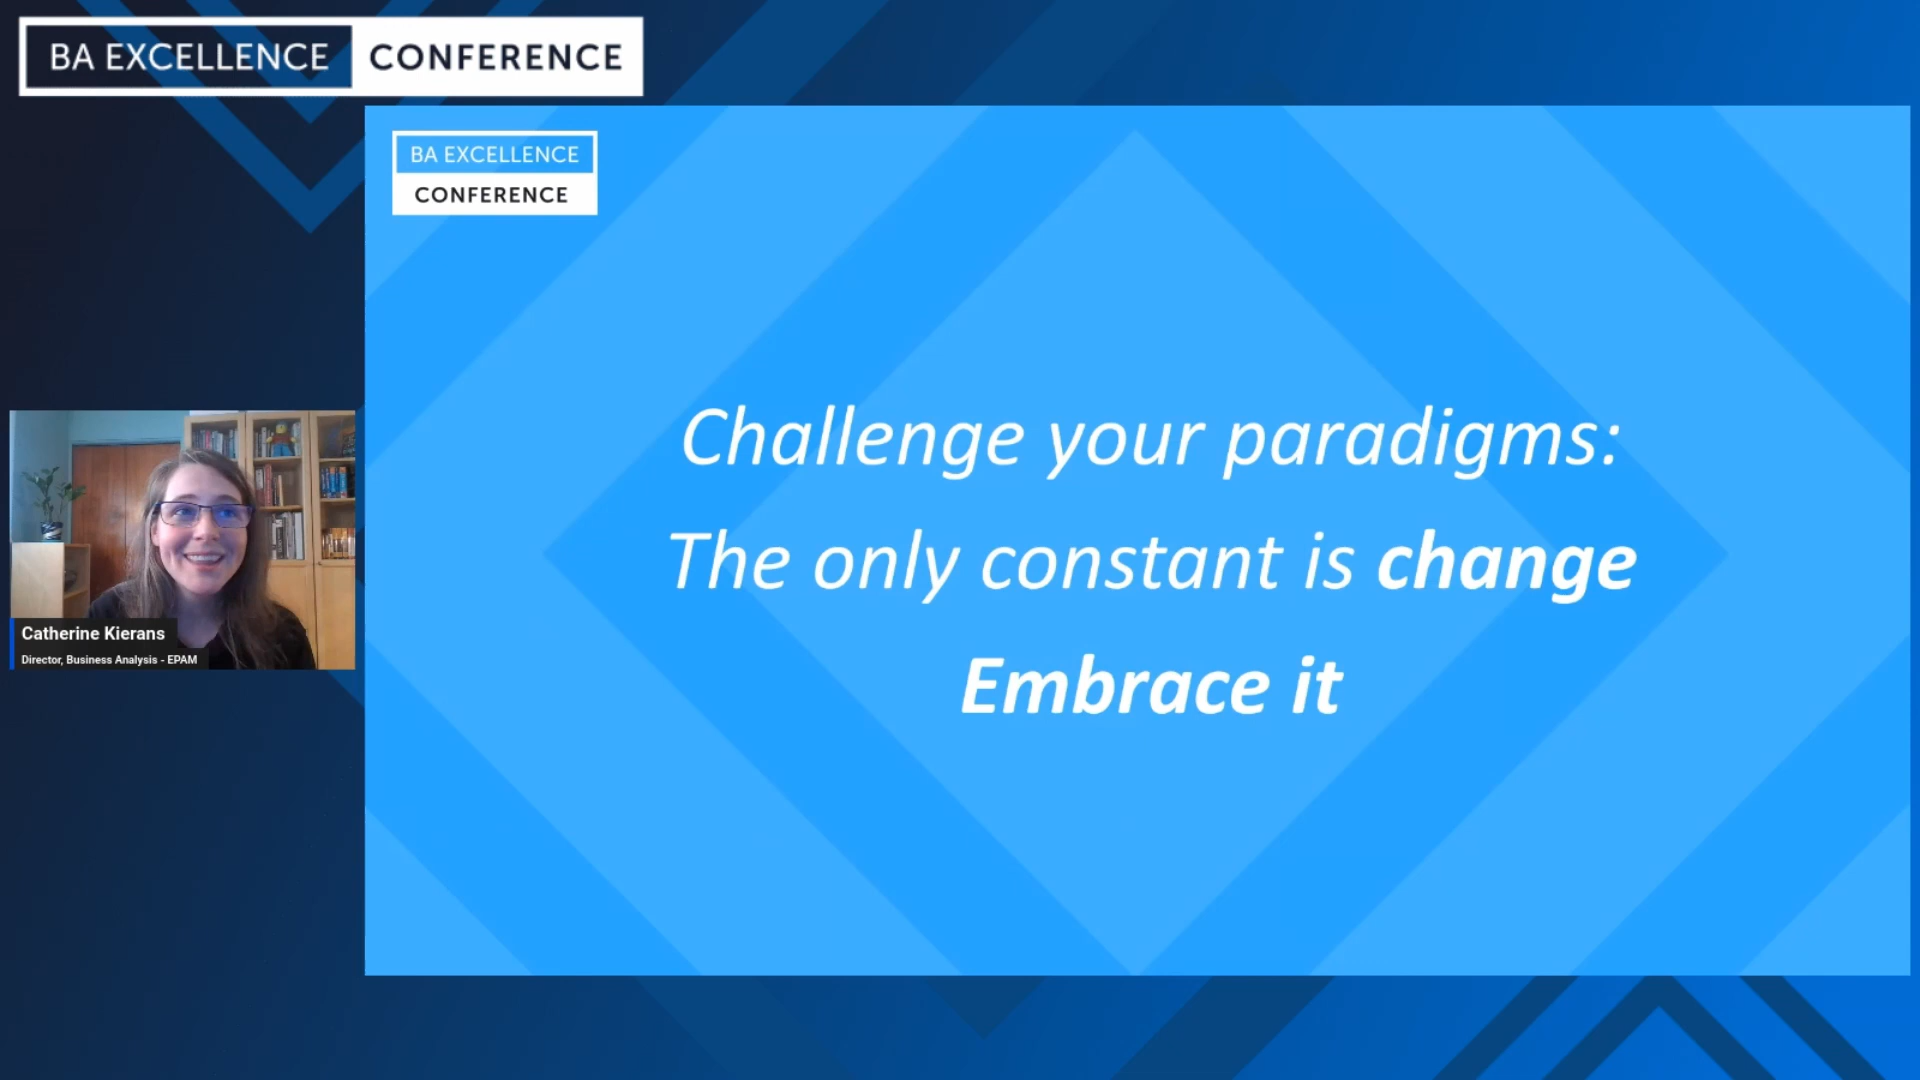 BA EXCELLENCE CONFERENCE
BA EXCELLENCE
CONFERENCE
Challenge your paradigms:
The only constant is change
Embrace it
Catherine Kierans
Director, Business Analysis - EPAM